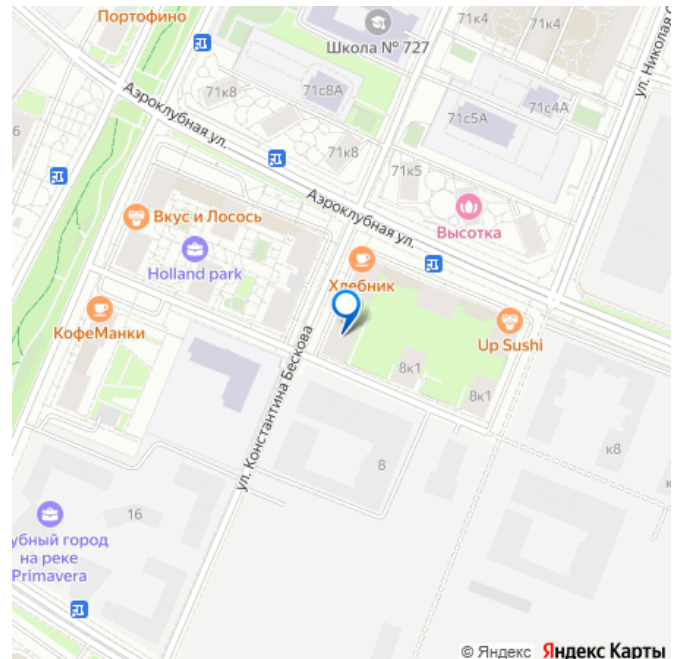 Портофино
71к4
71к4
Школа № 727
ул. Николая С
71к8
71с8А
71с4А
71с5А
Аэроклубная ул.
6
71к8
71к5
Вкус и Лосось
Аэроклубная ул.
Высотка
Holland park
Хлебник
КофеМанки
Up Sushi
8к1
8к1
ул. Константина Бескова
к8
8
16
убный город
на реке
Primavera
© Яндекс Яндекс Карты